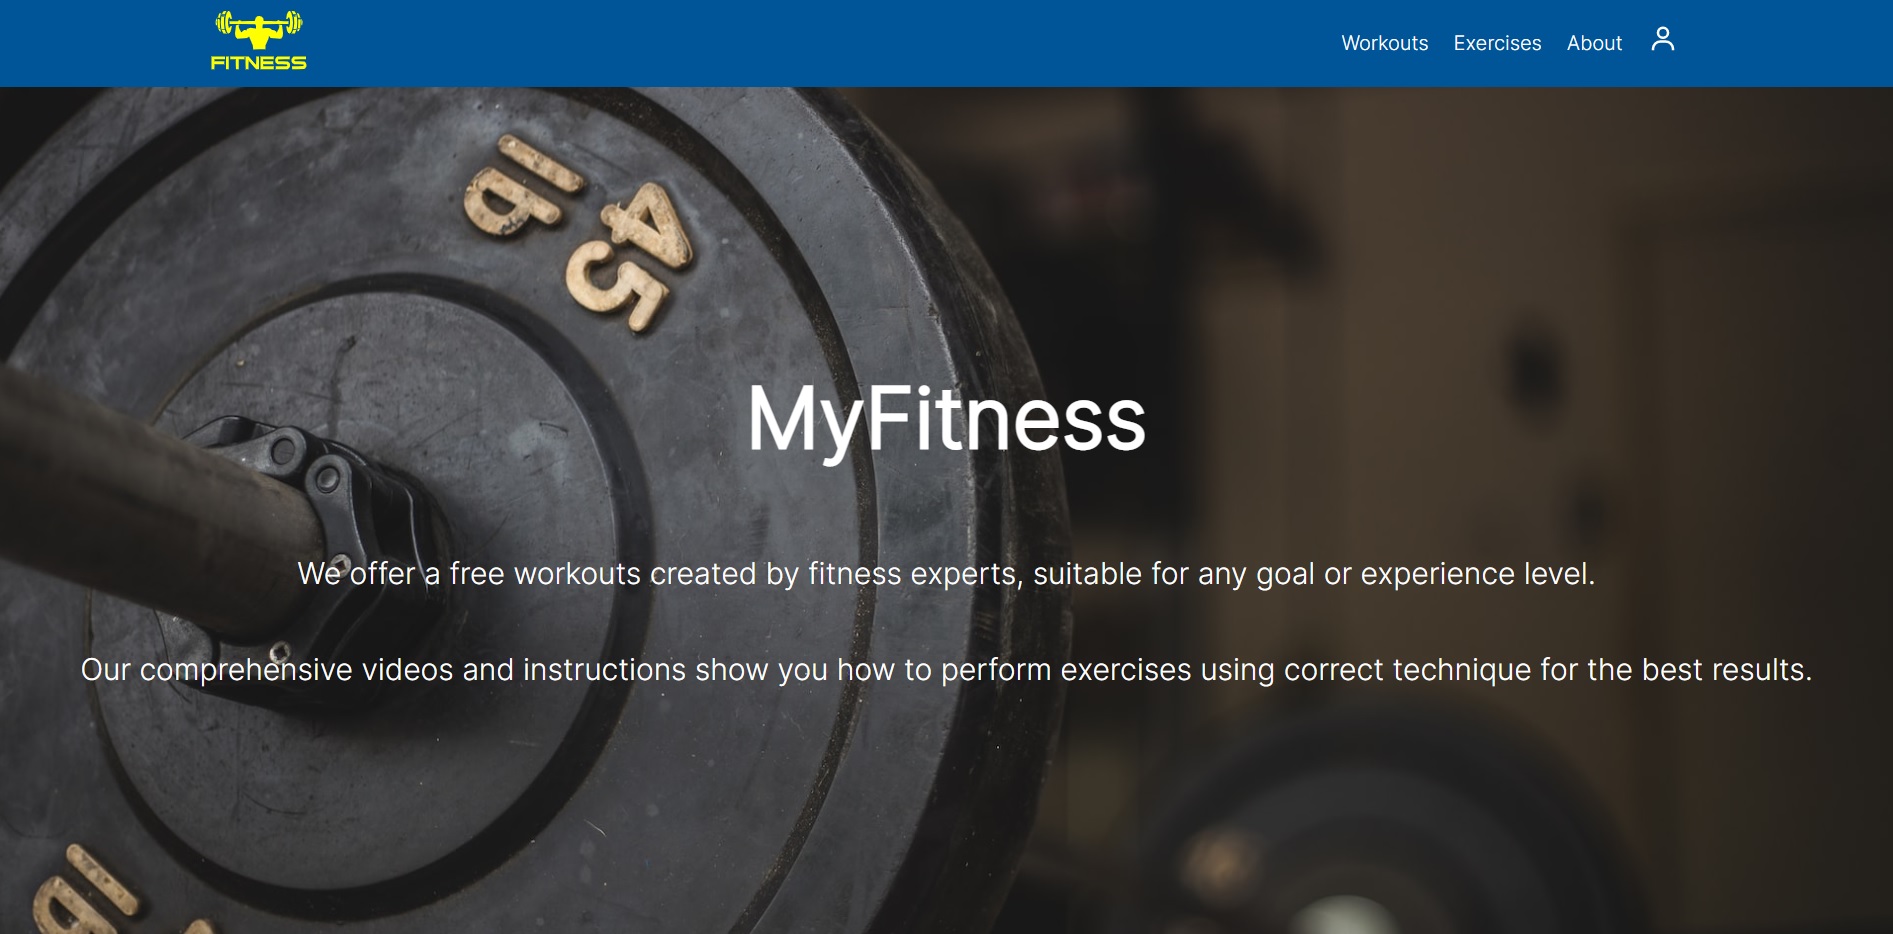 FITNESS
Workouts Exercises About
45 lb
MyFitness
We offer a free workouts created by fitness experts, suitable for any goal or experience level.
Our comprehensive videos and instructions show you how to perform exercises using correct technique for the best results.
lb